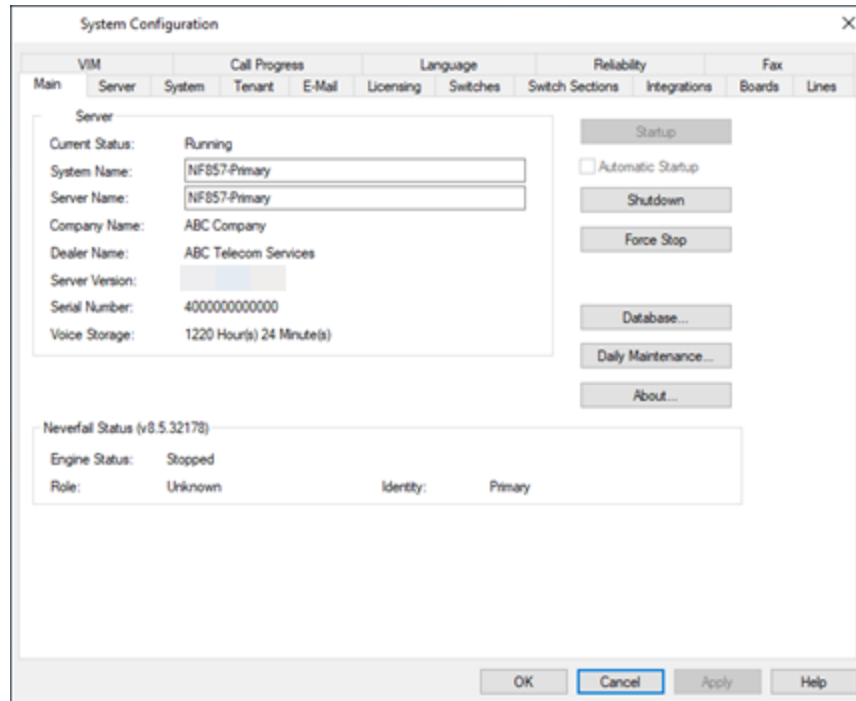 System Configuration
VIM Call Progress Language Reliability Fax
Main Server System Tenant E-Mail Licensing Switches Switch Sections Integrations Boards Lines
Server
Current Status: Running
Startup
System Name: NF857-Primary
Automatic Startup
Server Name: NF857-Primary
Shutdown
Company Name: ABC Company
Force Stop
Dealer Name: ABC Telecom Services
Server Version:
Serial Number: 4000000000000
Database...
Voice Storage: 1220 Hour(s) 24 Minute(s)
Daily Maintenance...
About...
Neverfail Status (v8.5.32178)
Engine Status: Stopped
Role: Unknown Identity: Primary
OK Cancel Apply Help